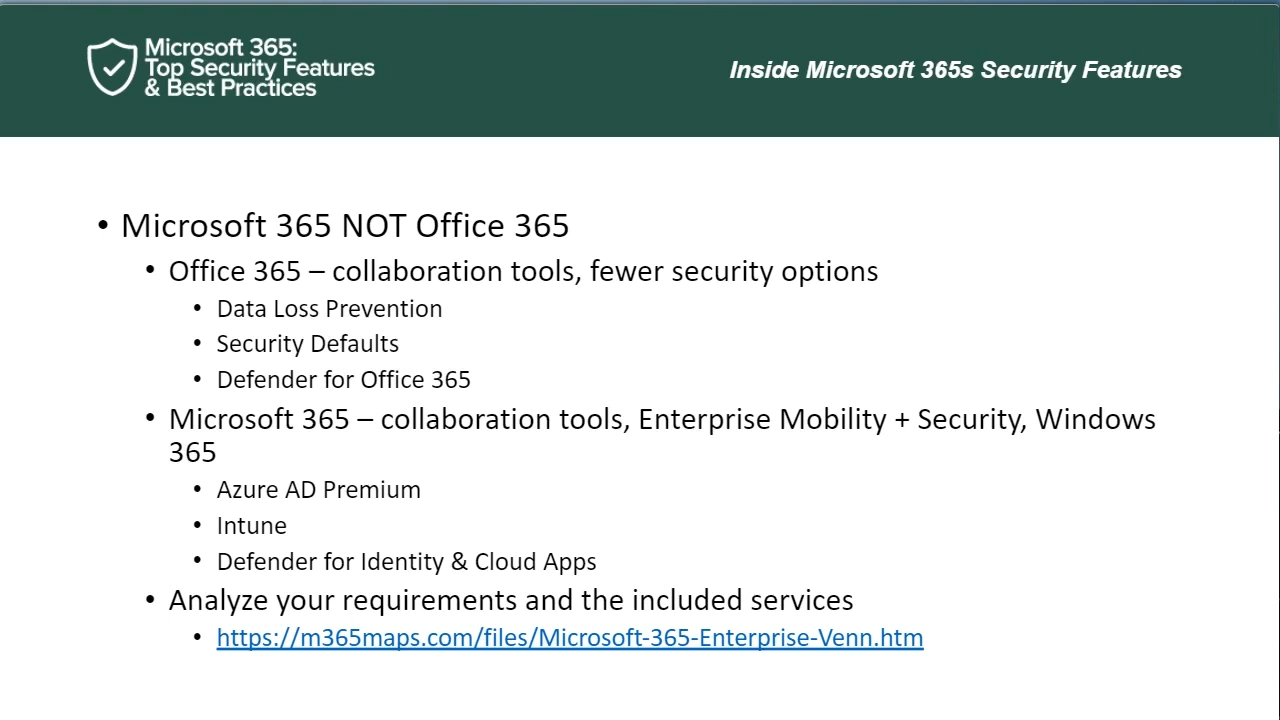 Microsoft 365:
Top Security Features
& Best Practices
Inside Microsoft 365s Security Features
• Microsoft 365 NOT Office 365
• Office 365 – collaboration tools, fewer security options
• Data Loss Prevention
• Security Defaults
• Defender for Office 365
• Microsoft 365 – collaboration tools, Enterprise Mobility + Security, Windows
365
• Azure AD Premium
• Intune
• Defender for Identity & Cloud Apps
• Analyze your requirements and the included services
• https://m365maps.com/files/Microsoft-365-Enterprise-Venn.htm